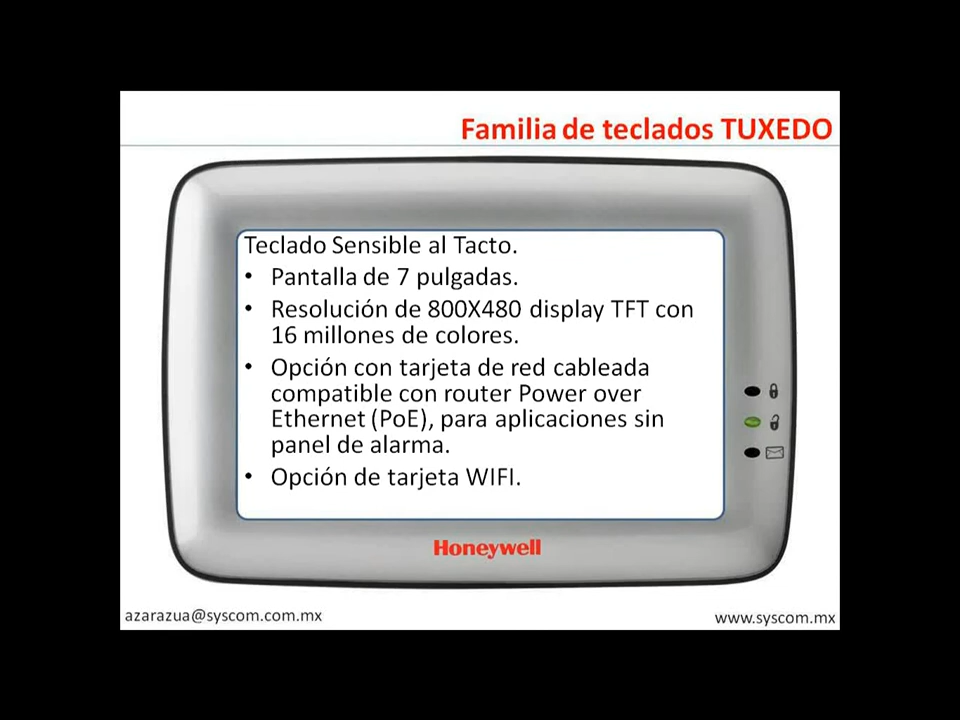 Familia de teclados TUXEDO
Teclado Sensible al Tacto.
• Pantalla de 7 pulgadas.
• Resolución de 800X480 display TFT con
16 millones de colores.
• Opción con tarjeta de red cableada
compatible con router Power over
Ethernet (PoE), para aplicaciones sin
panel de alarma.
• Opción de tarjeta WIFI.
Honeywell
azarazua@syscom.com.mx
www.syscom.mx